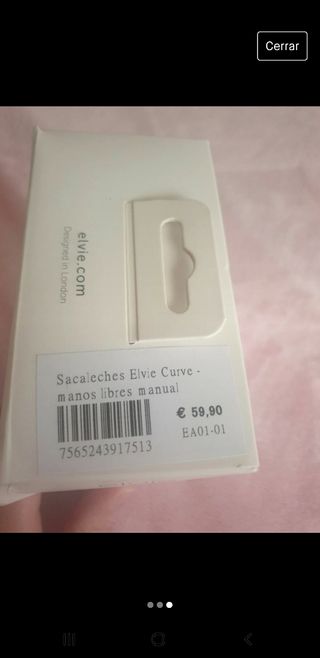 Cerrar
elvie.com
Designed in London
Sacaleches Elvie Curve -
manos libres manual
€ 59,90
EA01-01
7565243917513